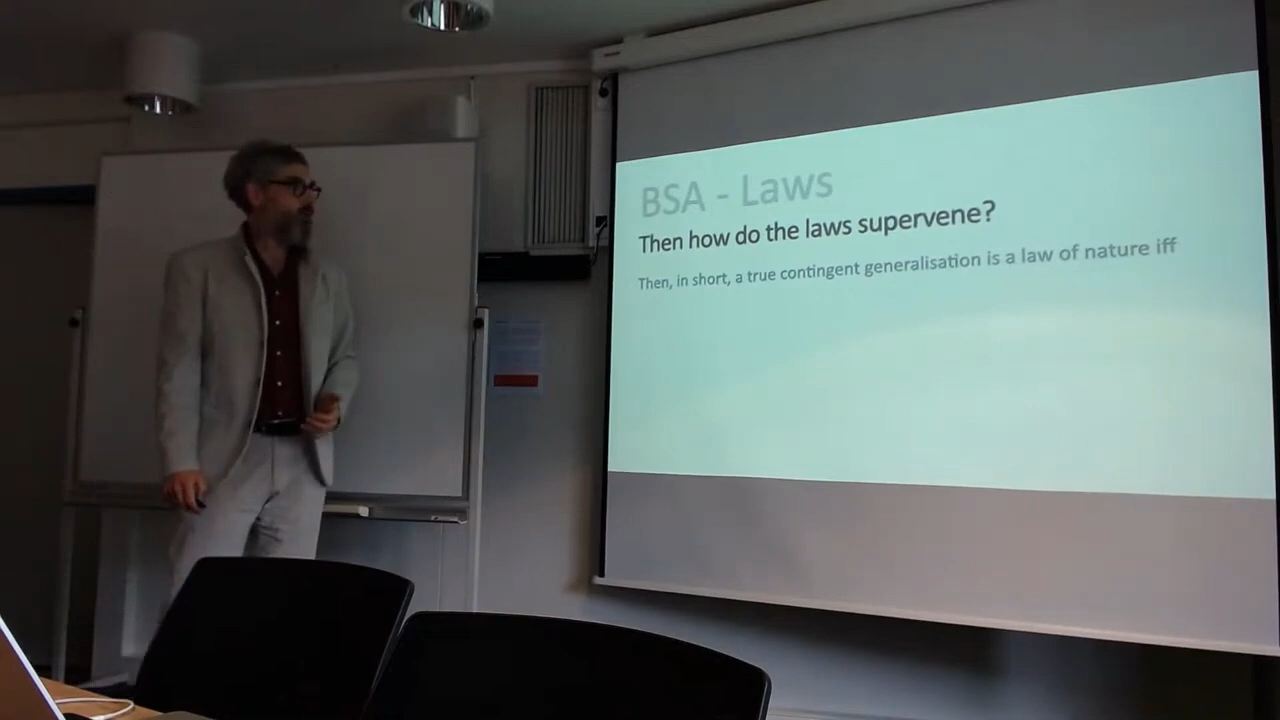 BSA - Laws
Then how do the laws supervene?
Then, in short, a true contingent generalisation is a law of nature iff